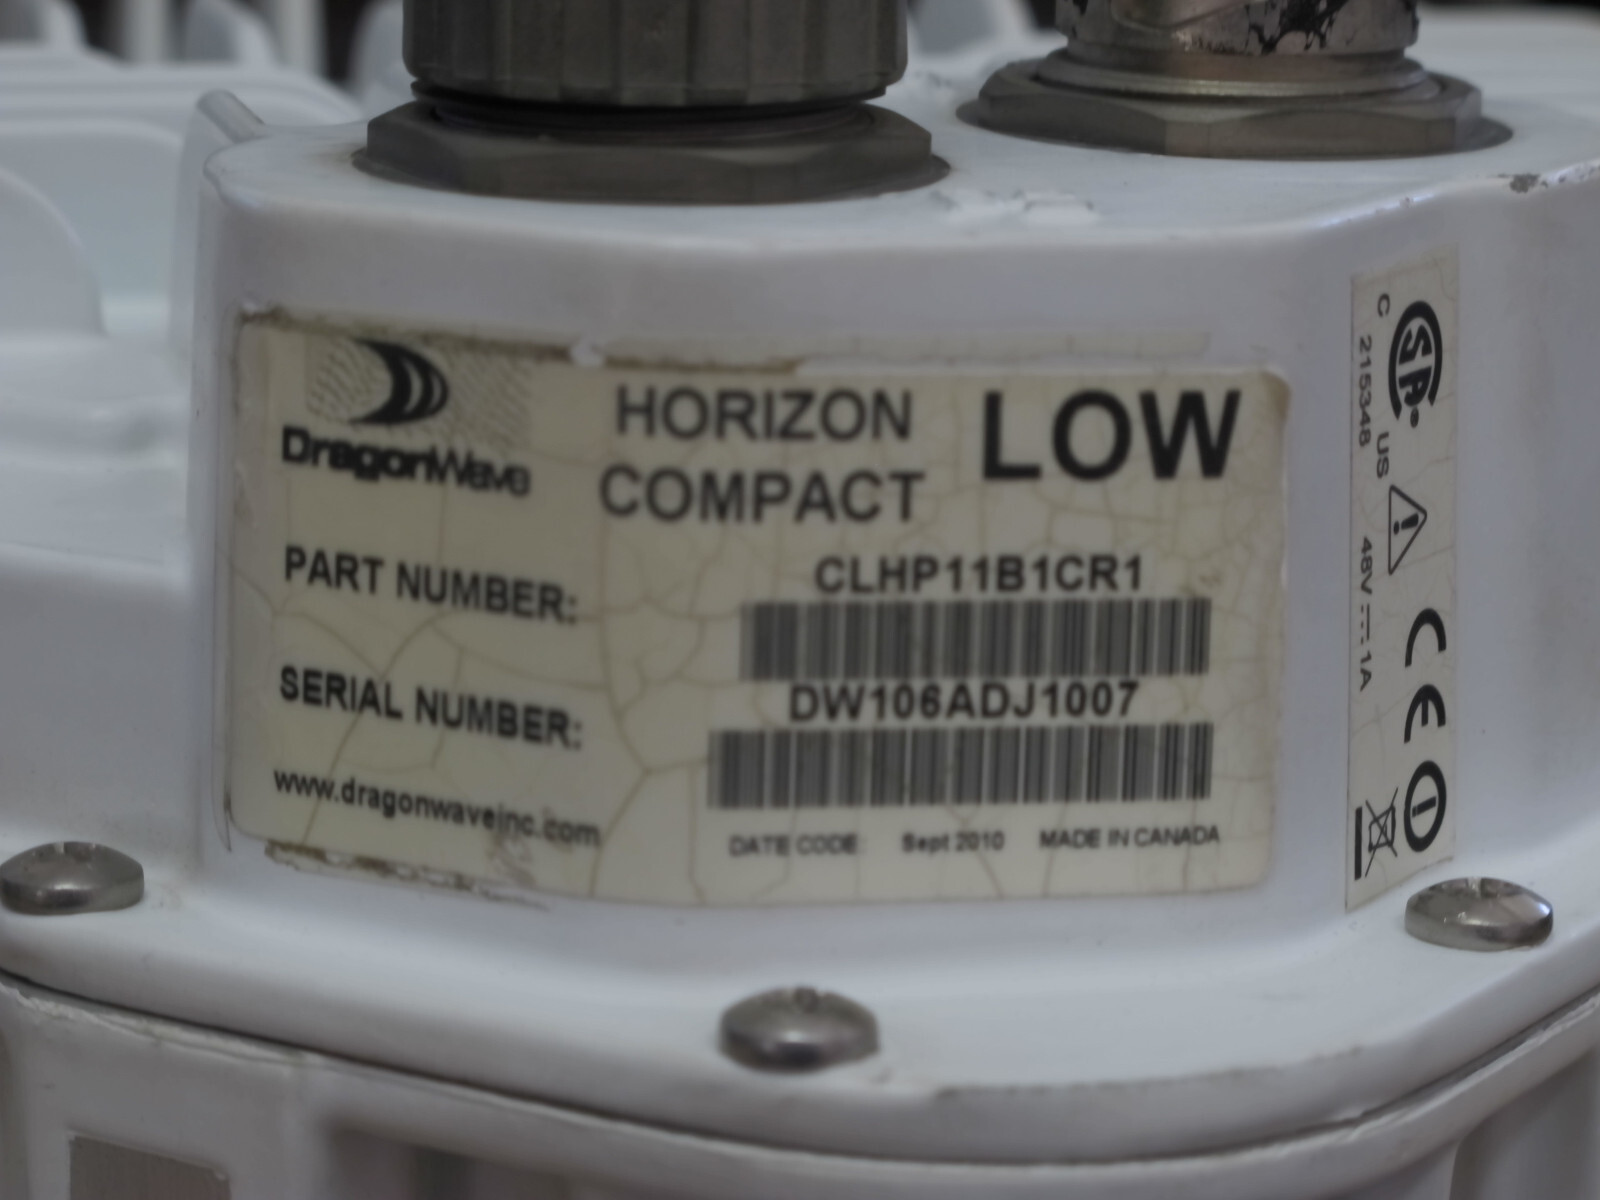 DragonWave
HORIZON
COMPACT
LOW
PART NUMBER:
CLHP11B1CR1
SERIAL NUMBER:
DW106ADJ1007
www.dragonwaveinc.com
DATE CODE: Sept 2010 MADE IN CANADA
C US
215348
48V 1A
CE